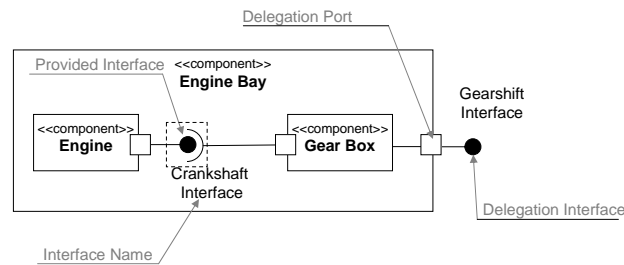 Delegation Port
Provided Interface
<<component>>
Engine Bay
Gearshift
Interface
<<component>>
Engine
<<component>>
Gear Box
Crankshaft
Interface
Delegation Interface
Interface Name